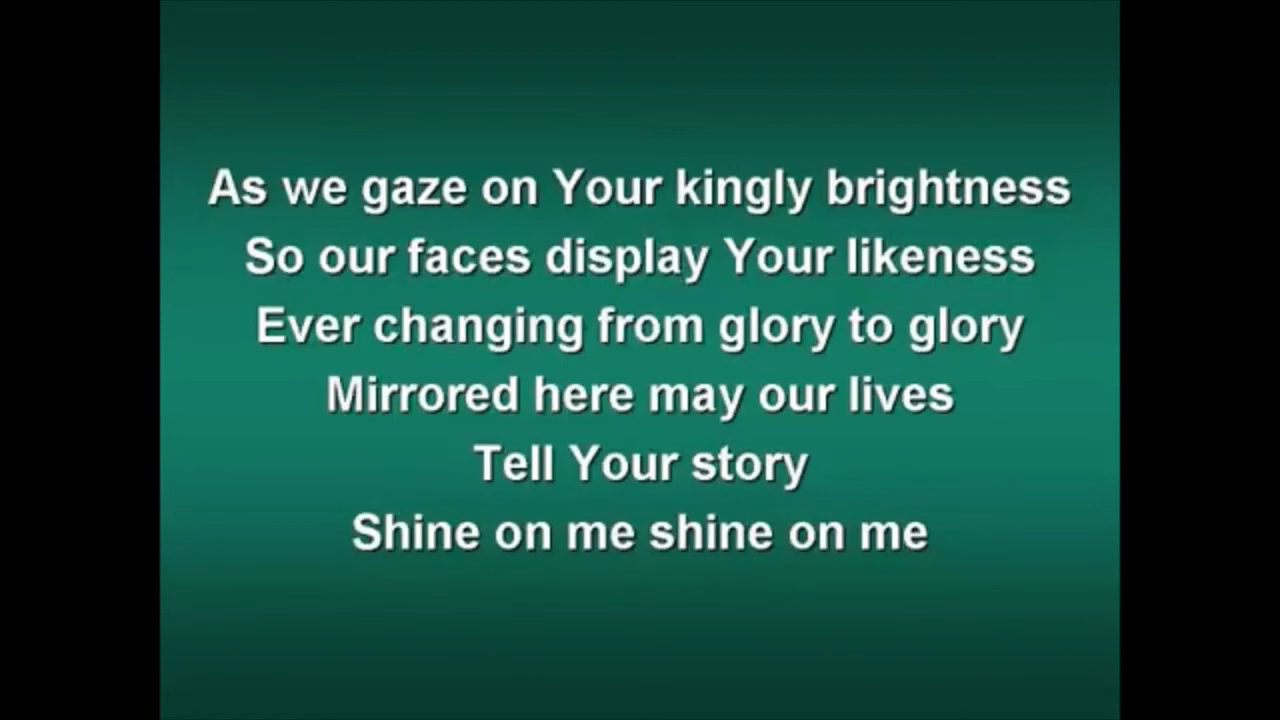 As we gaze on Your kingly brightness
So our faces display Your likeness
Ever changing from glory to glory
Mirrored here may our lives
Tell Your story
Shine on me shine on me